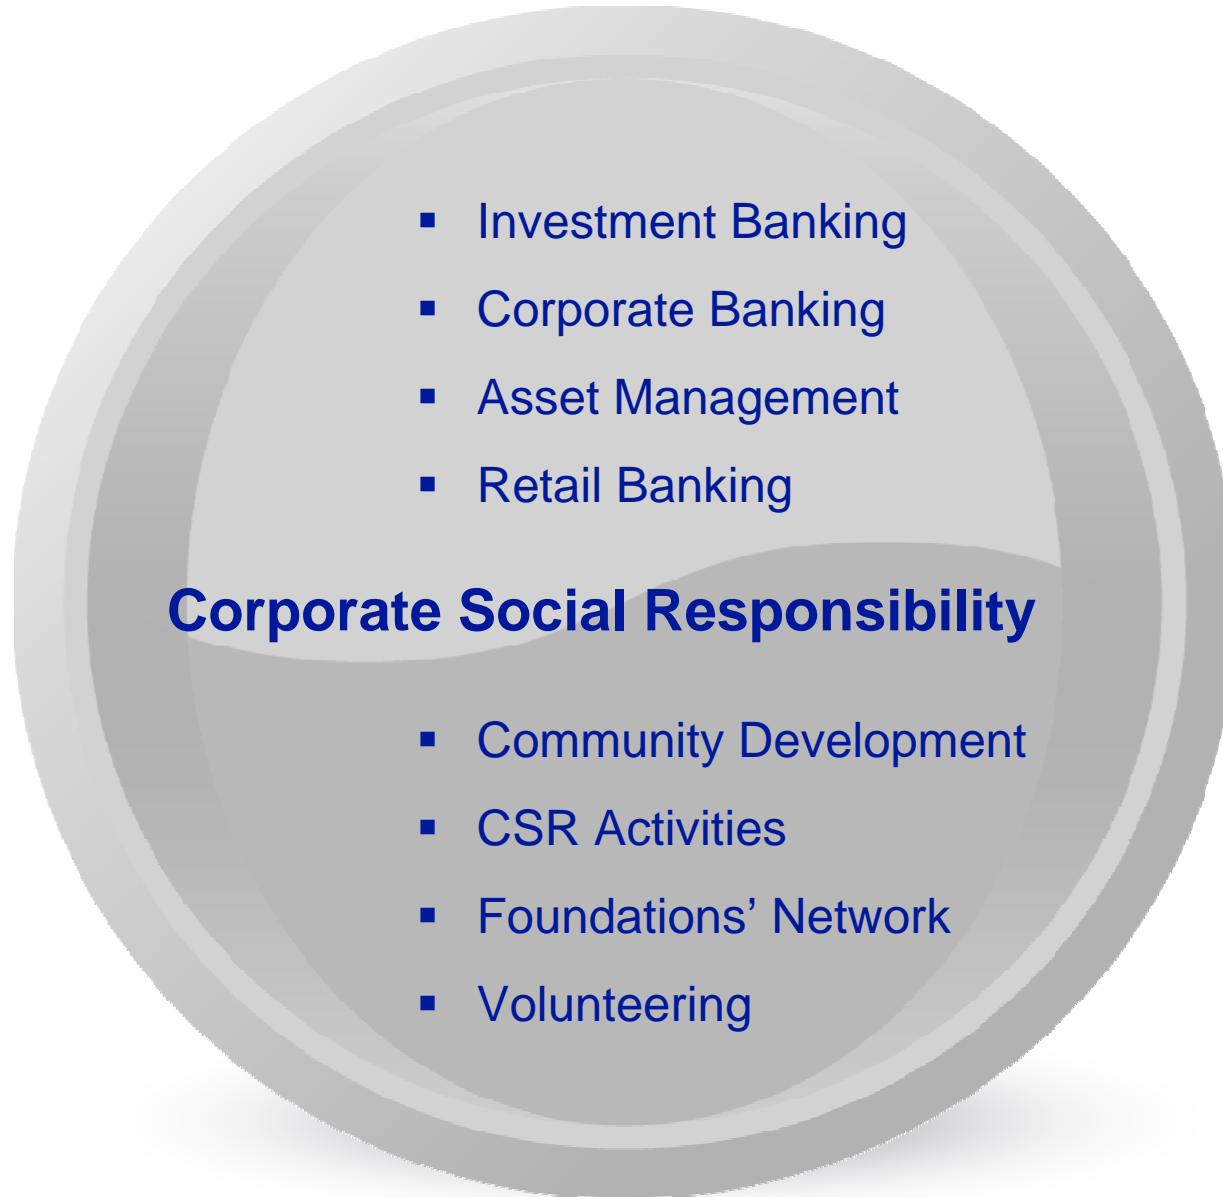 ▪ Investment Banking
▪ Corporate Banking
▪ Asset Management
▪ Retail Banking
Corporate Social Responsibility
▪ Community Development
▪ CSR Activities
▪ Foundations’ Network
▪ Volunteering